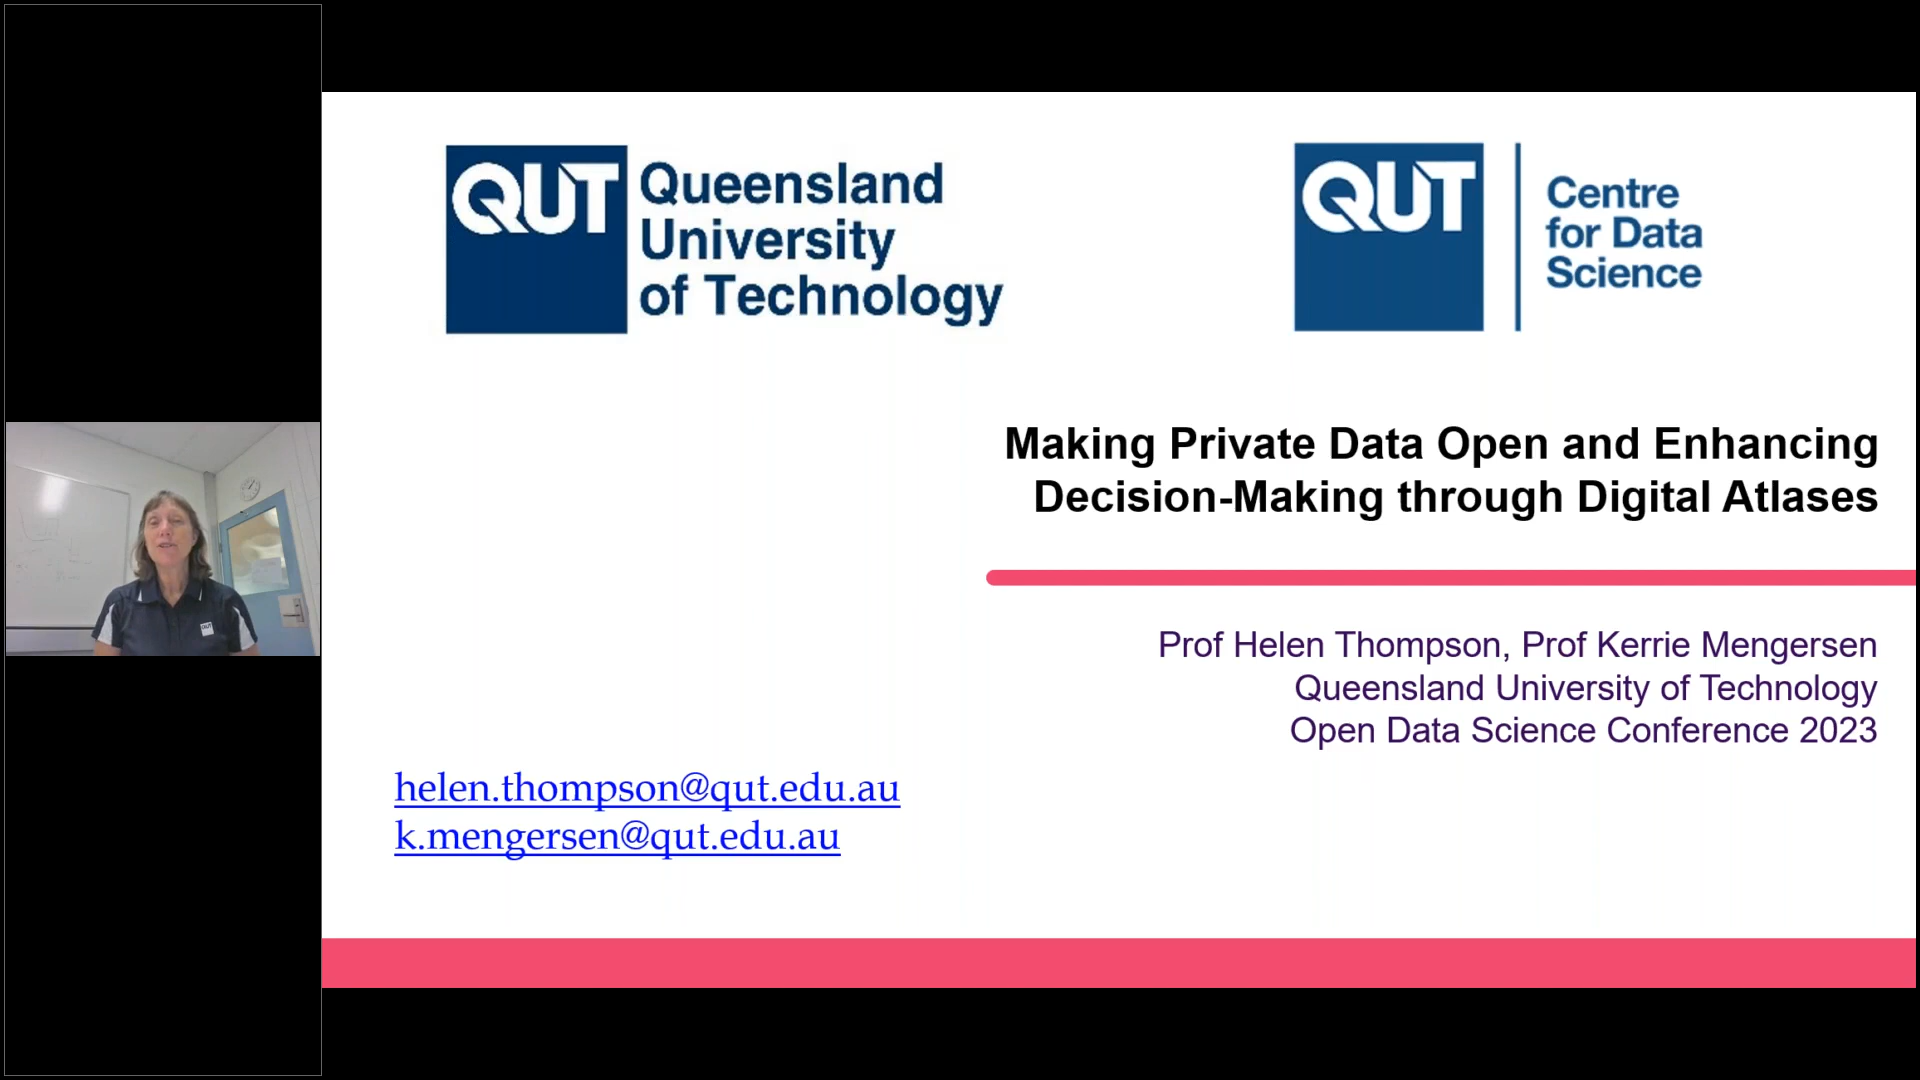 QUT
Queensland
University
of Technology
QUT
Centre
for Data
Science
Making Private Data Open and Enhancing
Decision-Making through Digital Atlases
Prof Helen Thompson, Prof Kerrie Mengersen
Queensland University of Technology
Open Data Science Conference 2023
helen.thompson@qut.edu.au
k.mengersen@qut.edu.au
QUT